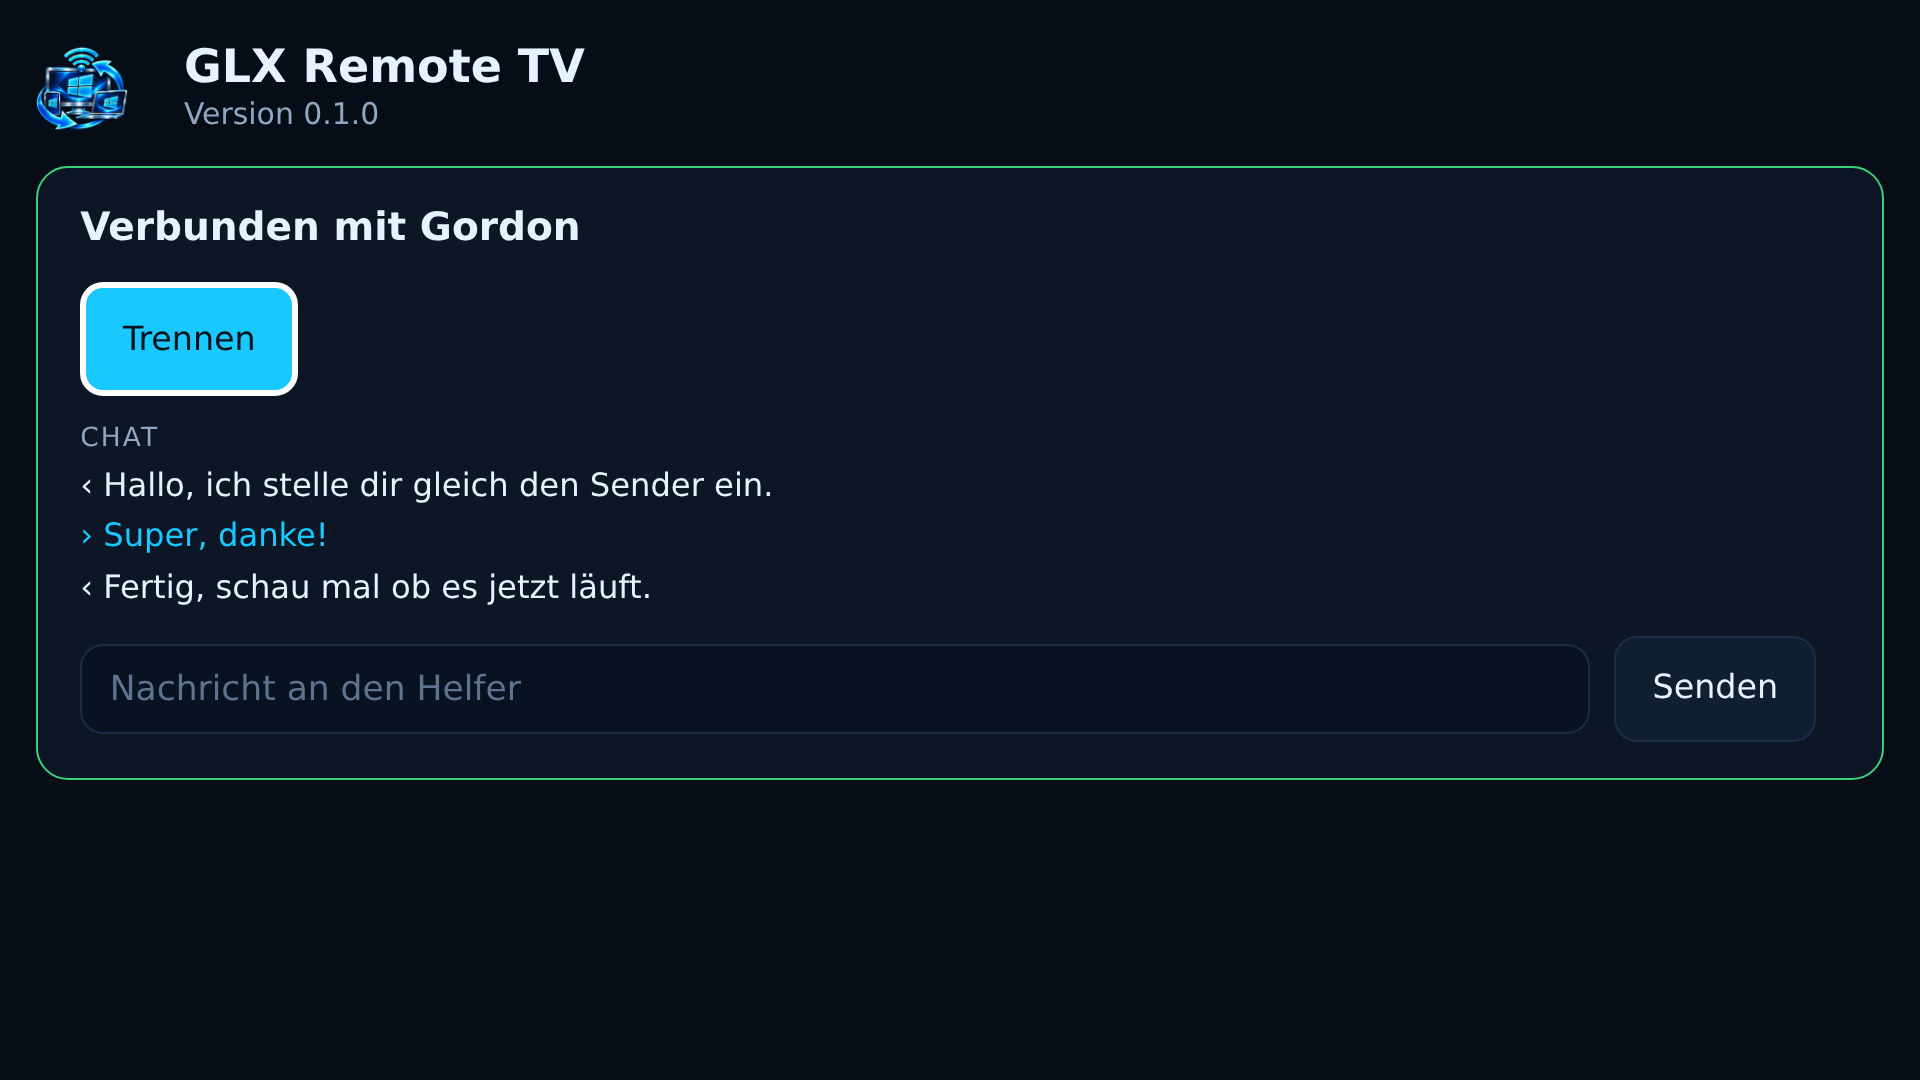 GLX Remote TV
Version 0.1.0
Verbunden mit Gordon
Trennen
CHAT
‹ Hallo, ich stelle dir gleich den Sender ein.
› Super, danke!
‹ Fertig, schau mal ob es jetzt läuft.
Nachricht an den Helfer
Senden